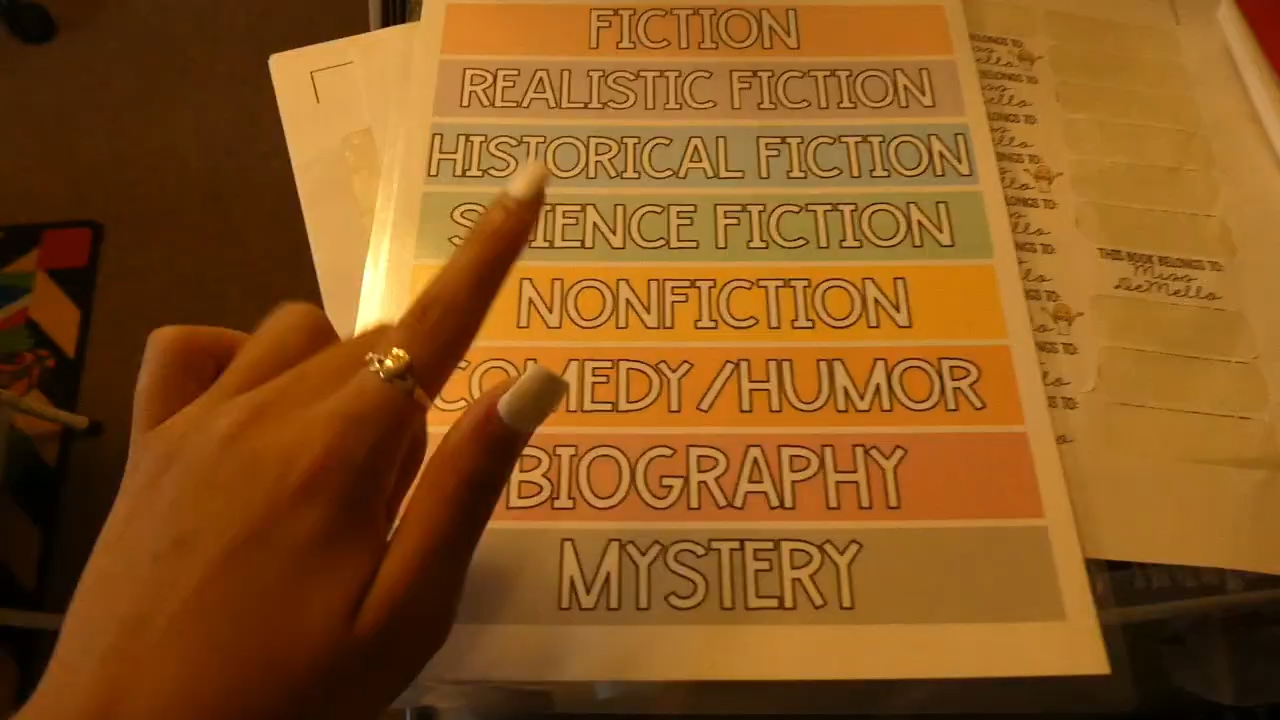 FICTION
REALISTIC FICTION
HISTORICAL FICTION
SCIENCE FICTION
NONFICTION
COMEDY/HUMOR
BIOGRAPHY
MYSTERY
THIS BOOK BELONGS TO:
Miss
DeMello